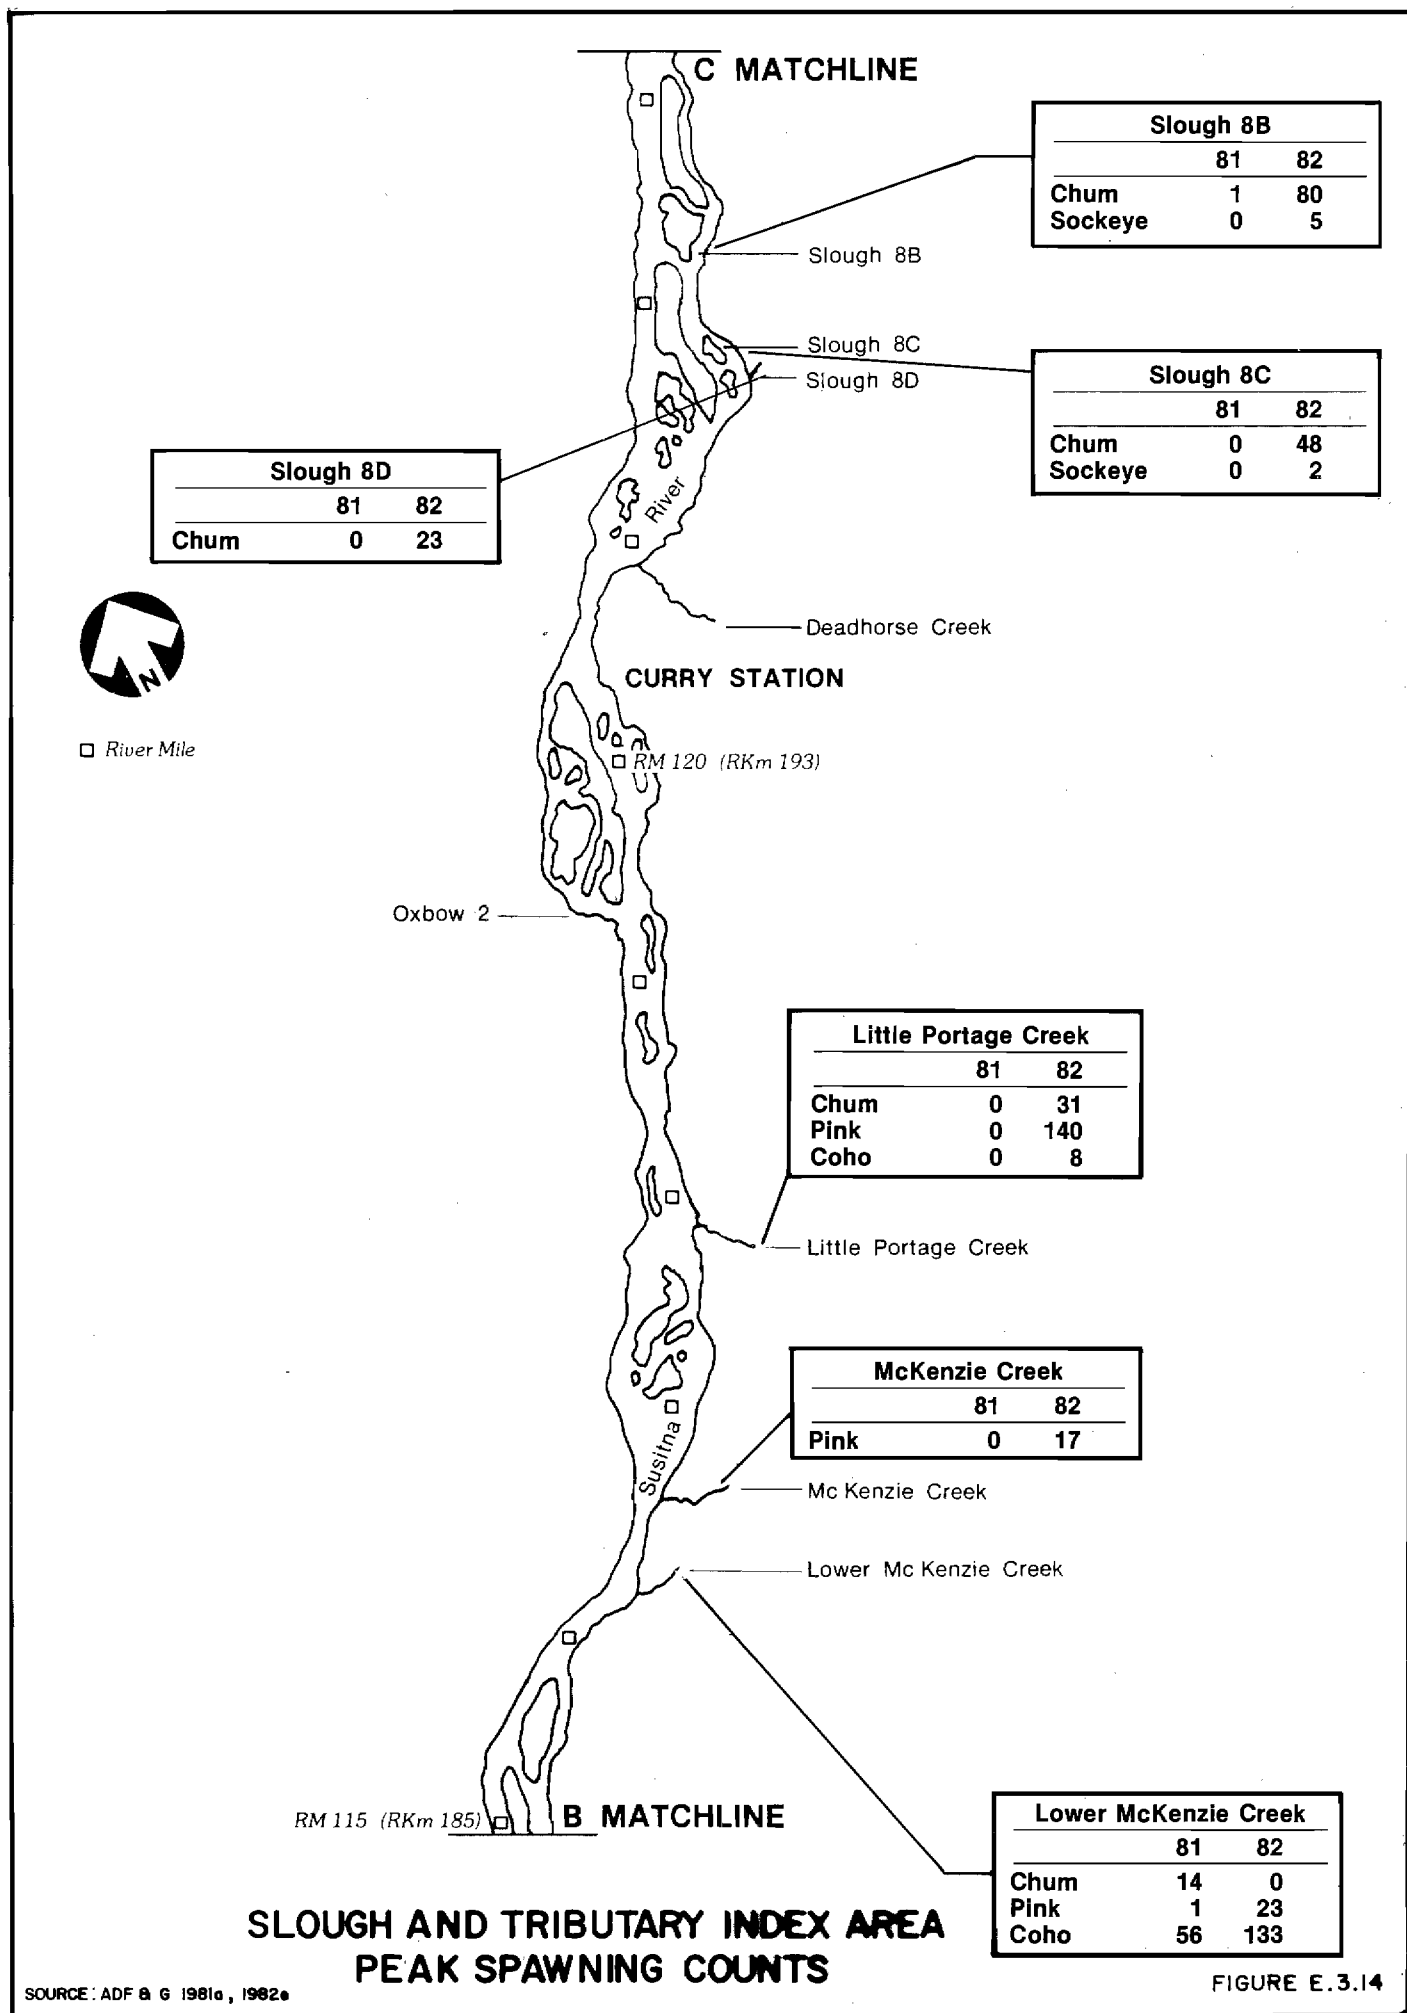 C MATCHLINE
Slough 8B
81 82
Chum 1 80
Sockeye 0 5
Slough 8B
Slough 8C
Slough 8D
Slough 8C
81 82
Chum 0 48
Sockeye 0 2
Slough 8D
81 82
Chum 0 23
River
N
Deadhorse Creek
CURRY STATION
River Mile
RM 120 (RKm 193)
Oxbow 2
Little Portage Creek
81 82
Chum 0 31
Pink 0 140
Coho 0 8
Little Portage Creek
McKenzie Creek
81 82
Pink 0 17
Susitna
Mc Kenzie Creek
Lower Mc Kenzie Creek
RM 115 (RKm 185)
B MATCHLINE
Lower McKenzie Creek
81 82
Chum 14 0
Pink 1 23
Coho 56 133
SLOUGH AND TRIBUTARY INDEX AREA
PEAK SPAWNING COUNTS
SOURCE: ADF & G 1981a, 1982e
FIGURE E.3.14